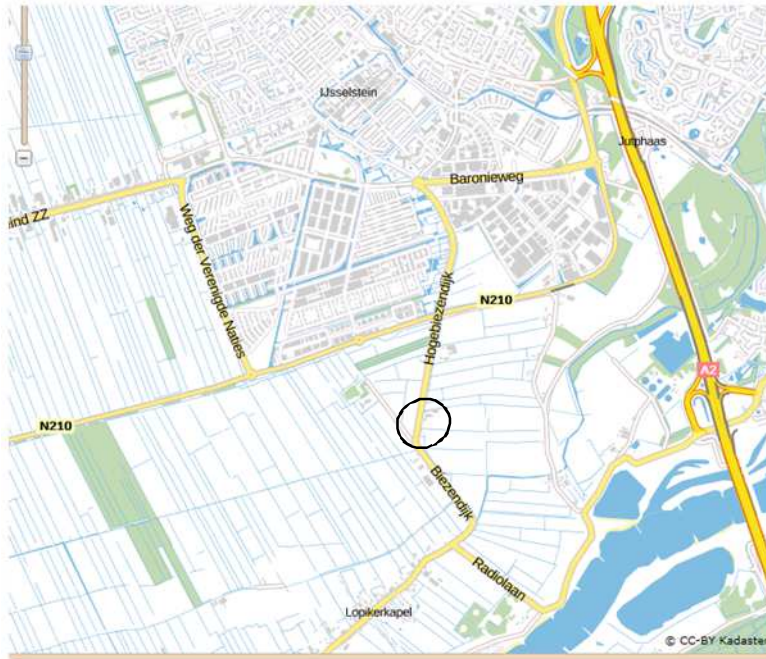 IJsselstein
Jutphaas
Baronieweg
ind ZZ
Weg der Verenigde Naties
Hogebiezendijk
N210
A2
N210
Biezendijk
Radiolaan
Lopikerkapel
© CC-BY Kadaster